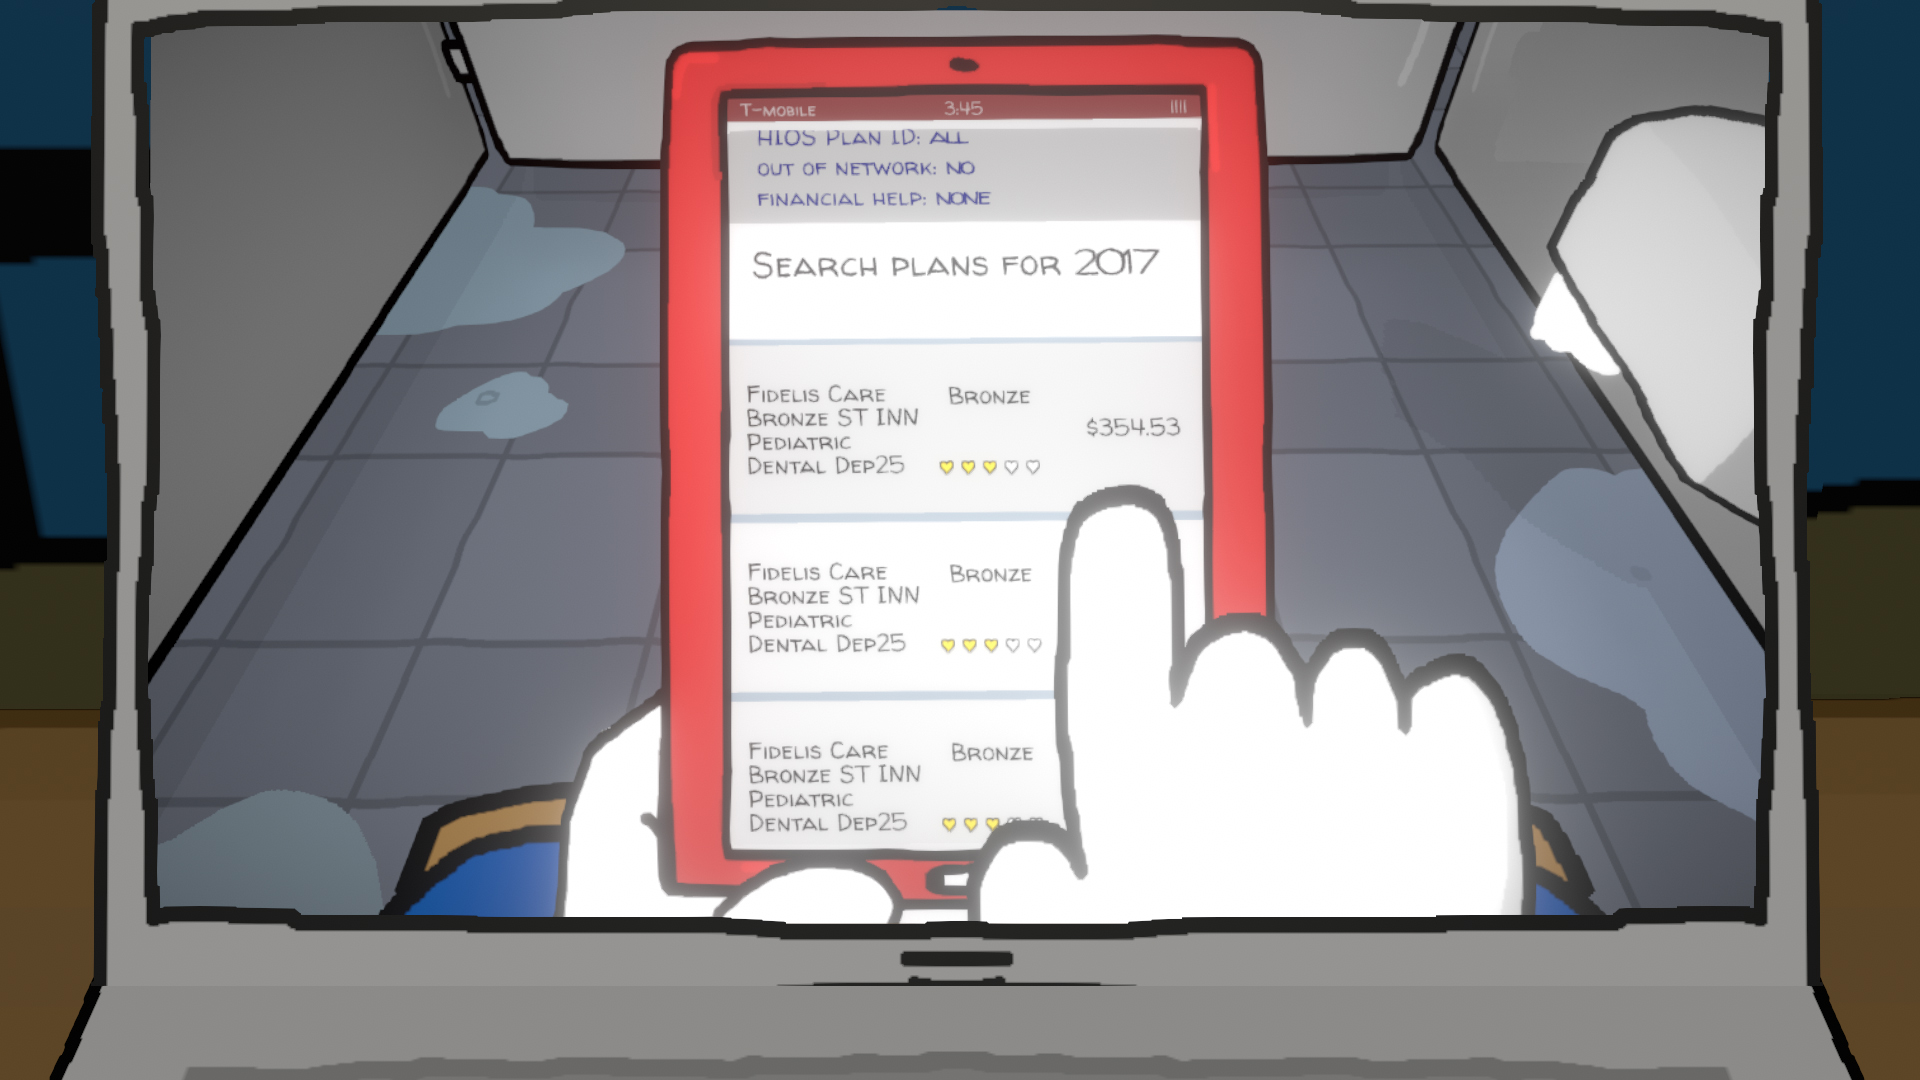 T-MOBILE 3:45
HIOS PLAN ID: ALL
OUT OF NETWORK: NO
FINANCIAL HELP: NONE
SEARCH PLANS FOR 2017
FIDELIS CARE BRONZE
BRONZE ST INN
PEDIATRIC $354.53
DENTAL DEP25
FIDELIS CARE BRONZE
BRONZE ST INN
PEDIATRIC
DENTAL DEP25
FIDELIS CARE BRONZE
BRONZE ST INN
PEDIATRIC
DENTAL DEP25